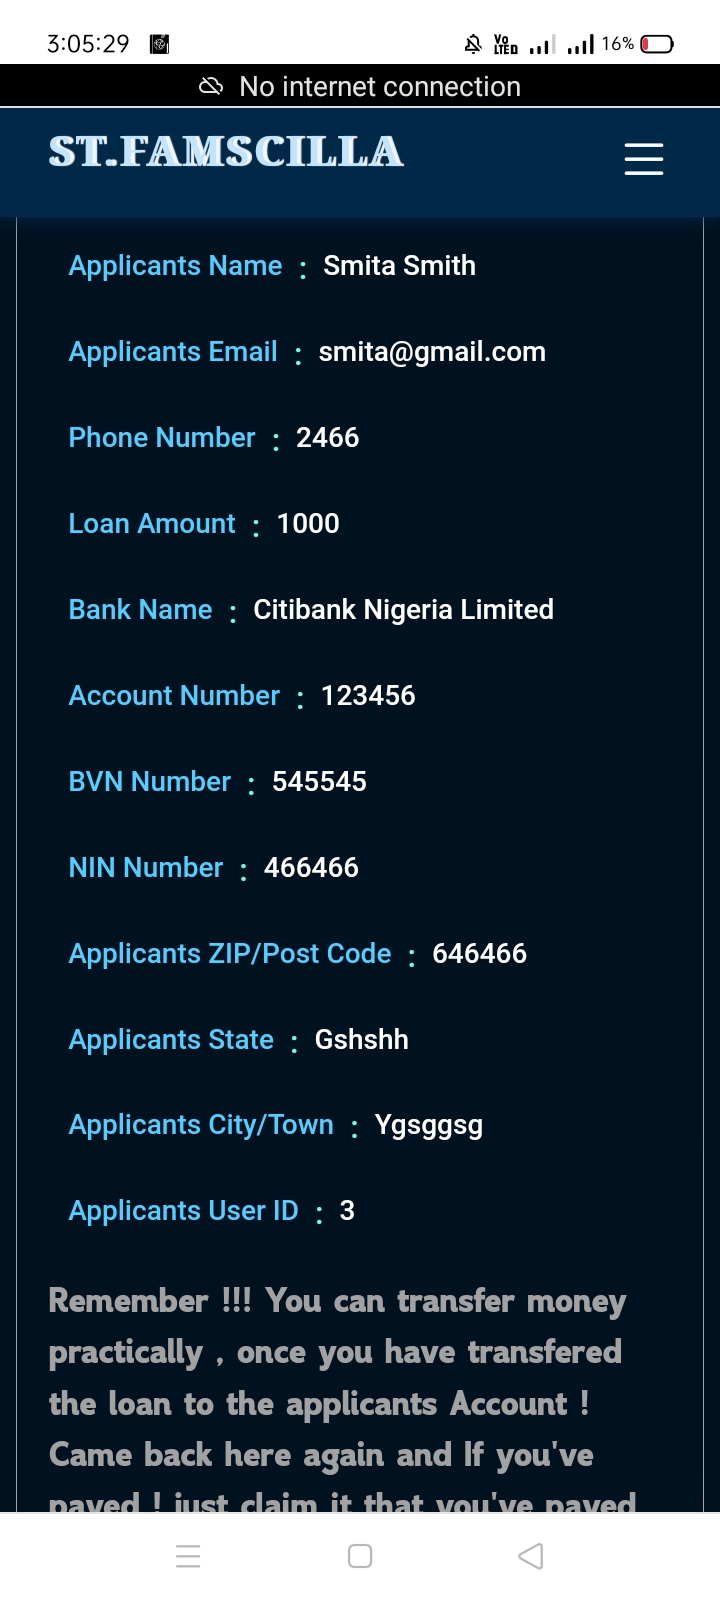 3:05:29
Vo LTED 16%
No internet connection
ST.FAMSCILLA
Applicants Name : Smita Smith
Applicants Email : smita@gmail.com
Phone Number : 2466
Loan Amount : 1000
Bank Name : Citibank Nigeria Limited
Account Number : 123456
BVN Number : 545545
NIN Number : 466466
Applicants ZIP/Post Code : 646466
Applicants State : Gshshh
Applicants City/Town : Ygsggsg
Applicants User ID : 3
Remember !!! You can transfer money
practically , once you have transfered
the loan to the applicants Account !
Came back here again and If you've
payed ! just claim it that you've payed